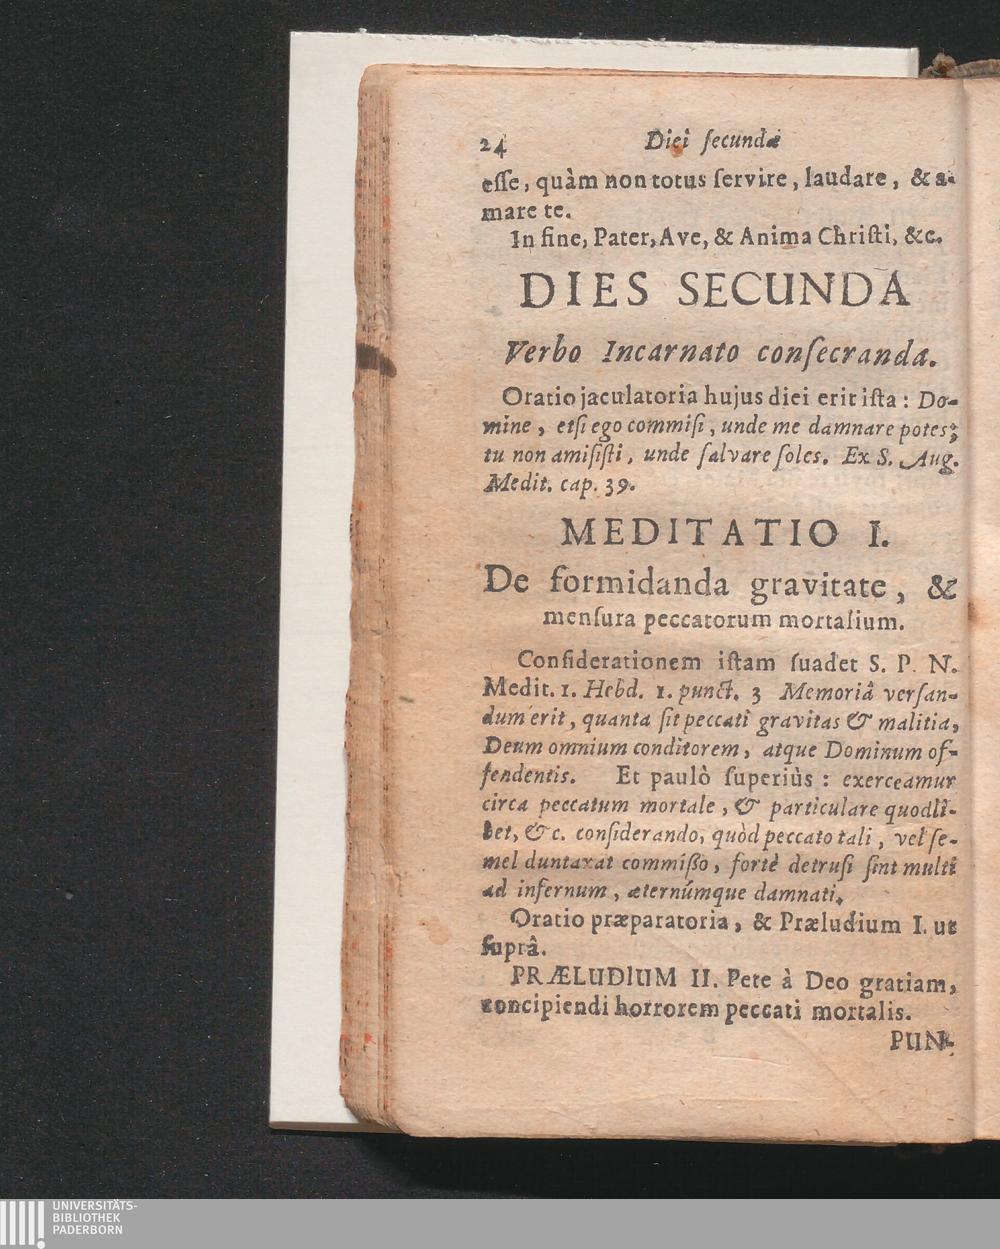 24 Diei ſecundæ
eſſe, quàm non totus ſervire, laudare, & a-
mare te.
In fine, Pater, Ave, & Anima Chriſti, &c.
DIES SECUNDA
Verbo Incarnato conſecranda.
Oratio jaculatoria hujus diei erit iſta: Do-
mine, etſi ego commiſi, unde me damnare potes;
tu non amiſiſti, unde ſalvare ſoles. Ex S. Aug.
Medit. cap. 39.
MEDITATIO I.
De formidanda gravitate, &
menſura peccatorum mortalium.
Conſiderationem iſtam ſuadet S. P. N.
Medit. 1. Hebd. 1. punct. 3 Memoriâ verſan-
dum erit, quanta ſit peccati gravitas & malitia,
Deum omnium conditorem, atque Dominum of-
fendentis. Et paulò ſuperiùs: exerceamur
circa peccatum mortale, & particulare quodli-
bet, &c. conſiderando, quòd peccato tali, vel ſe-
mel duntaxat commiſſo, fortè detruſi ſint multi
ad infernum, æternúmque damnati.
Oratio præparatoria, & Præludium I. ut
ſuprâ.
PRÆLUDIUM II. Pete à Deo gratiam,
concipiendi horrorem peccati mortalis.
PUN-
UNIVERSITÄTS-
BIBLIOTHEK
PADERBORN